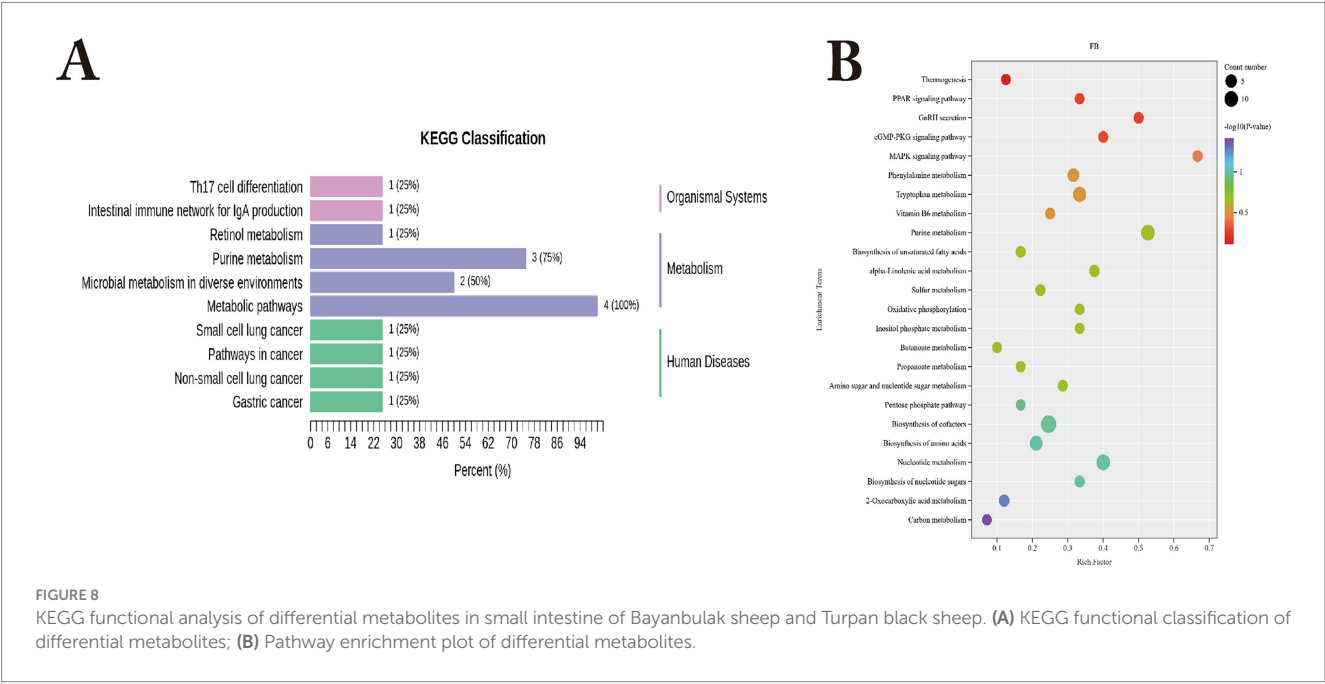 A
KEGG Classification
Th17 cell differentiation
1 (25%)
Intestinal immune network for IgA production
1 (25%)
Retinol metabolism
1 (25%)
Purine metabolism
3 (75%)
Microbial metabolism in diverse environments
2 (50%)
Metabolic pathways
4 (100%)
Small cell lung cancer
1 (25%)
Pathways in cancer
1 (25%)
Non-small cell lung cancer
1 (25%)
Gastric cancer
1 (25%)
Organismal Systems
Metabolism
Human Diseases
0 6 14 22 30 38 46 54 62 70 78 86 94
Percent (%)
B
FB
Enrichment Terms
Thermogenesis
PPAR signaling pathway
GnRH secretion
cGMP-PKG signaling pathway
MAPK signaling pathway
Phenylalanine metabolism
Tryptophan metabolism
Vitamin B6 metabolism
Purine metabolism
Biosynthesis of unsaturated fatty acids
alpha-Linolenic acid metabolism
Sulfur metabolism
Oxidative phosphorylation
Inositol phosphate metabolism
Butanoate metabolism
Propanoate metabolism
Amino sugar and nucleotide sugar metabolism
Pentose phosphate pathway
Biosynthesis of cofactors
Biosynthesis of amino acids
Nucleotide metabolism
Biosynthesis of nucleotide sugars
2-Oxocarboxylic acid metabolism
Carbon metabolism
0.1 0.2 0.3 0.4 0.5 0.6 0.7
Rich Factor
Count number
5
10
-log10(P-value)
1
0.5
FIGURE 8
KEGG functional analysis of differential metabolites in small intestine of Bayanbulak sheep and Turpan black sheep. (A) KEGG functional classification of
differential metabolites; (B) Pathway enrichment plot of differential metabolites.